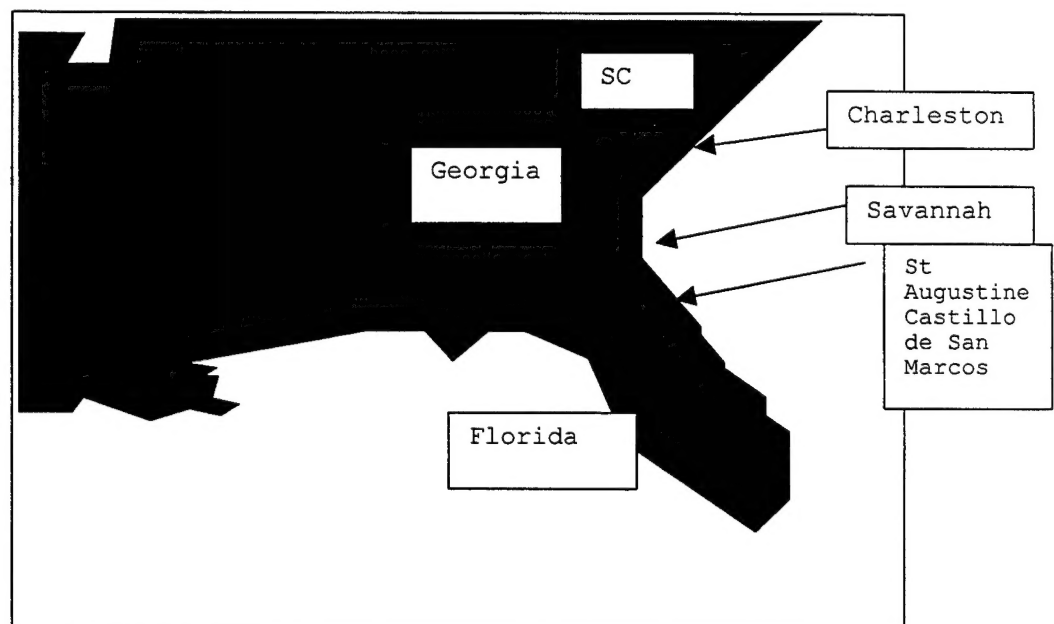 SC
Charleston
Georgia
Savannah
St
Augustine
Castillo
de San
Marcos
Florida